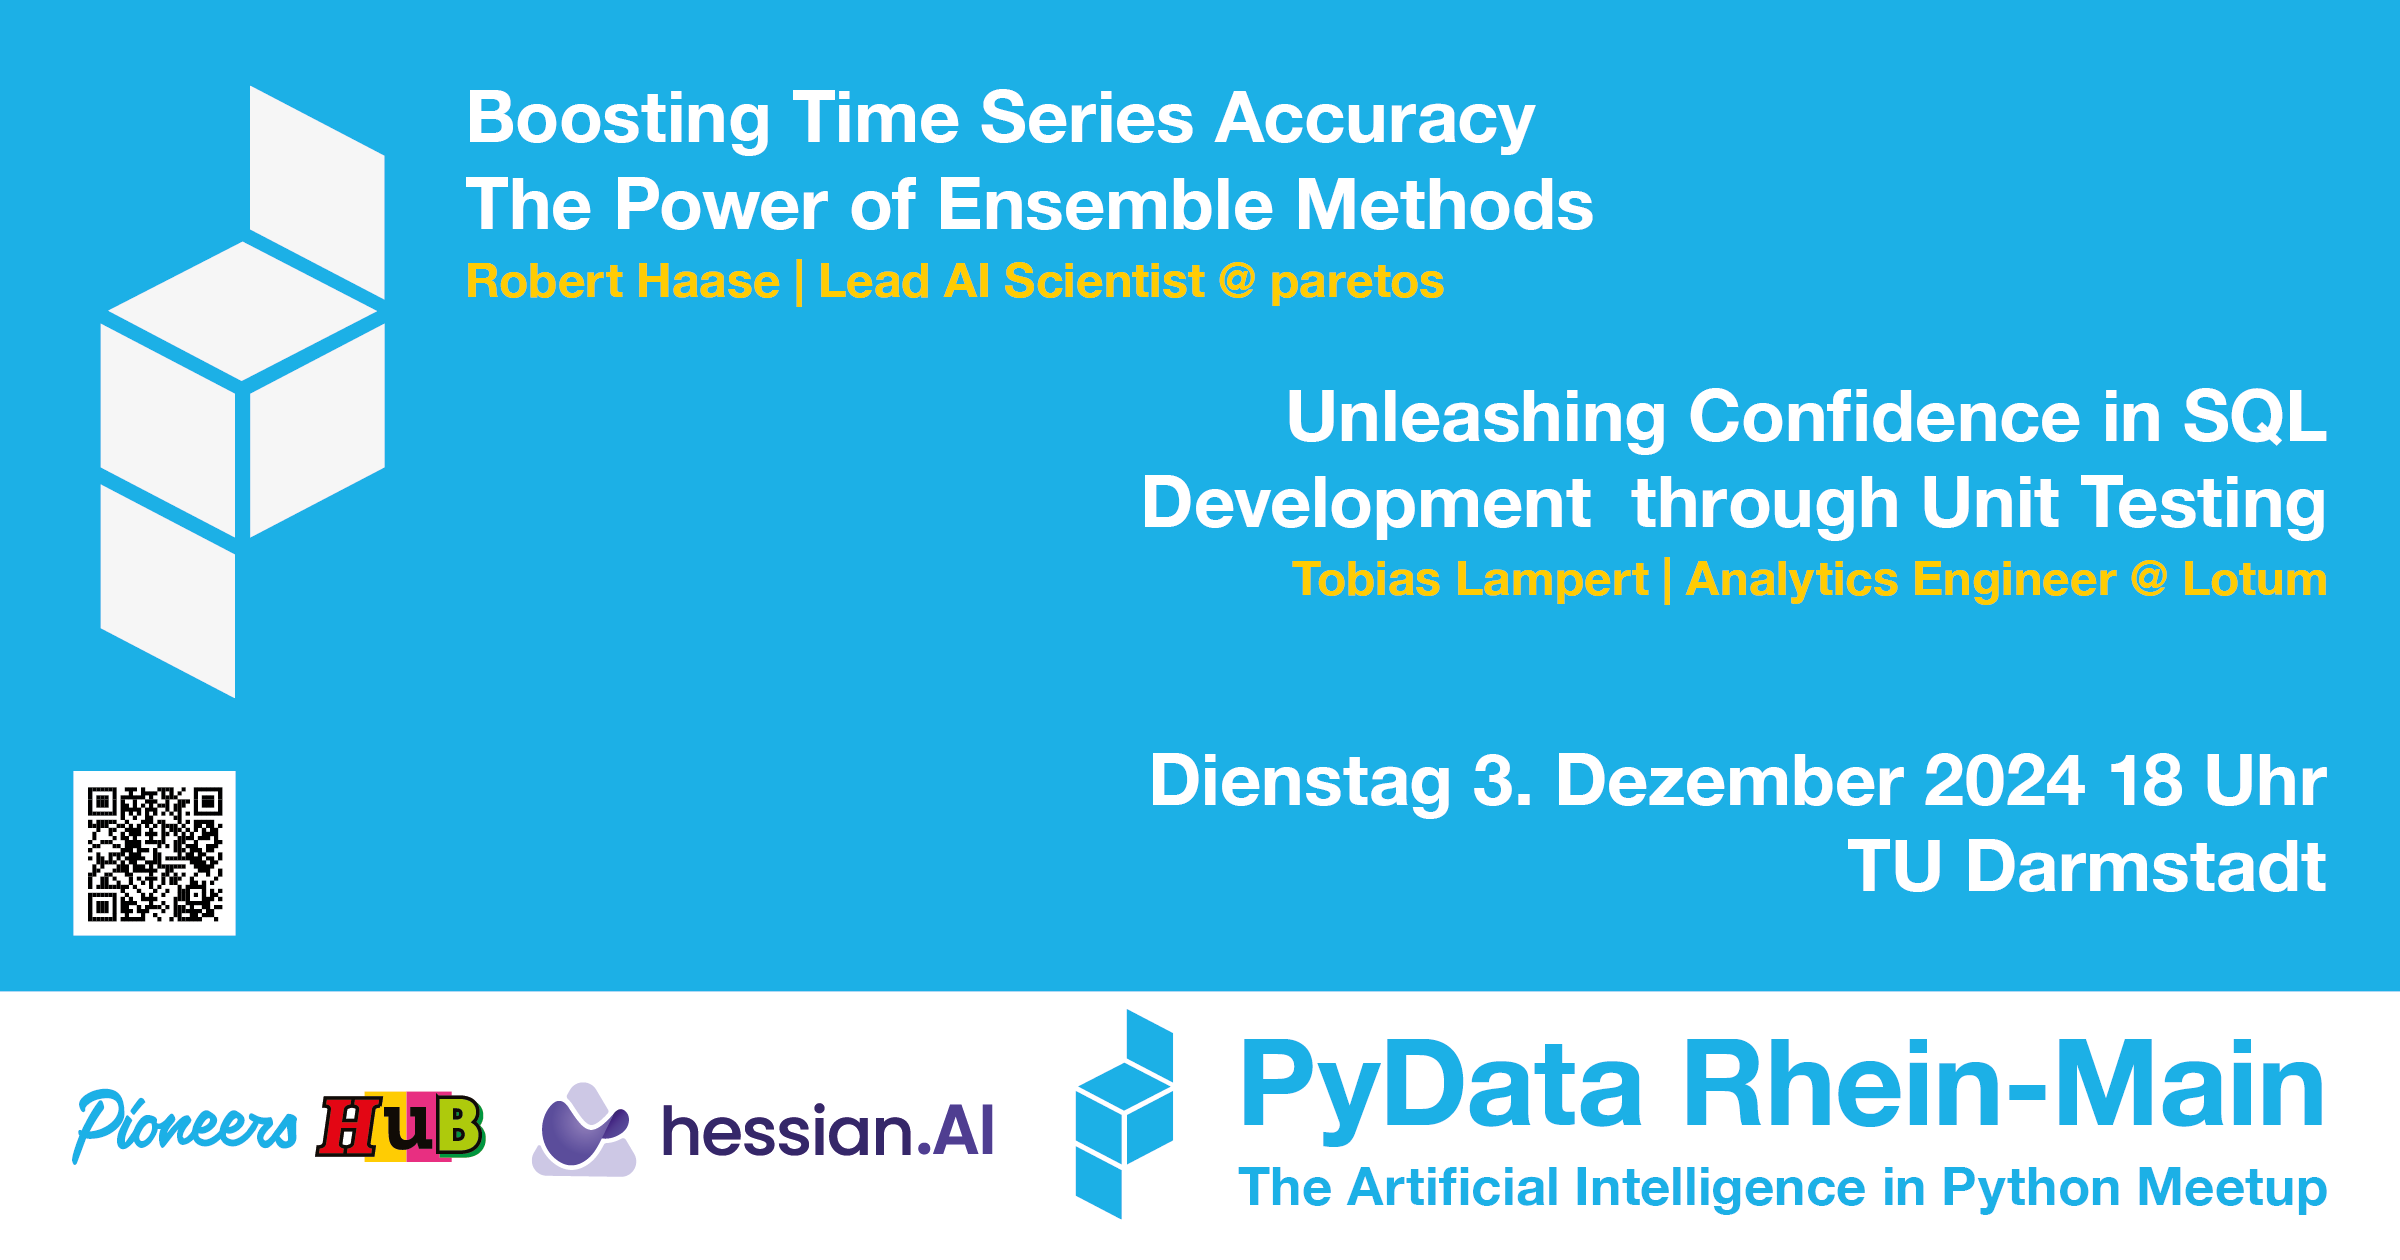 Boosting Time Series Accuracy
The Power of Ensemble Methods
Robert Haase | Lead AI Scientist @ paretos
Unleashing Confidence in SQL
Development  through Unit Testing
Tobias Lampert | Analytics Engineer @ Lotum
Dienstag 3. Dezember 2024 18 Uhr
TU Darmstadt
Pioneers HuB
hessian.AI
PyData Rhein-Main
The Artificial Intelligence in Python Meetup